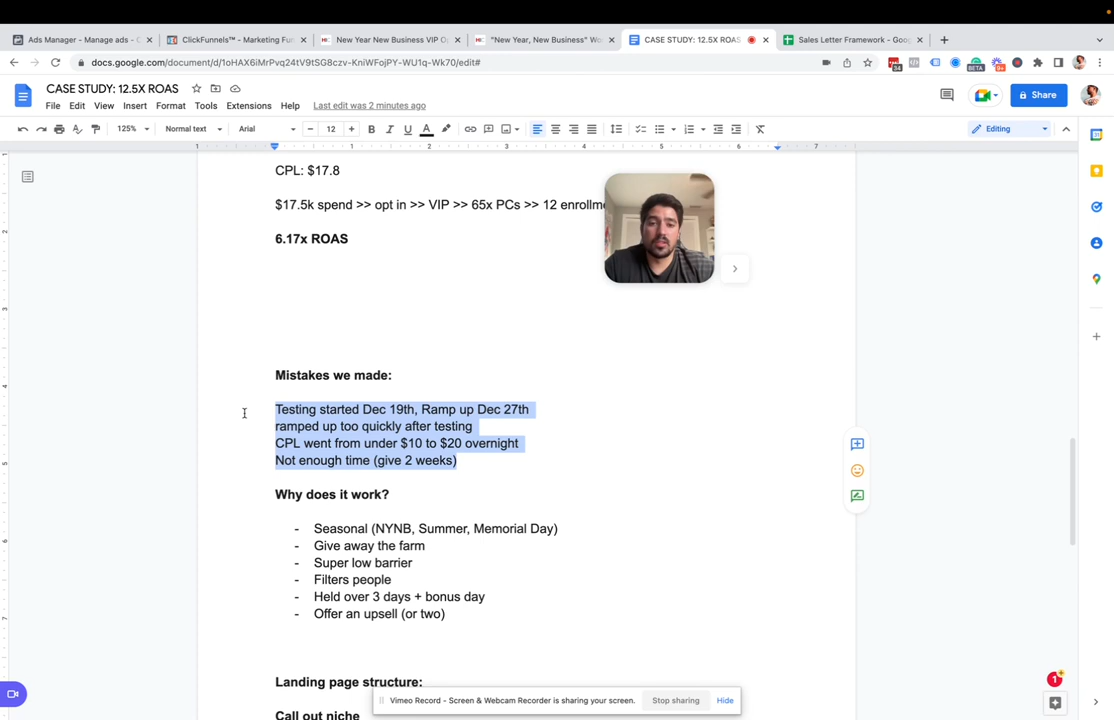 Ads Manager - Manage ads -
ClickFunnels™ - Marketing Fun
New Year New Business VIP Op
"New Year, New Business" Wo
CASE STUDY: 12.5X ROAS
Sales Letter Framework - Goog
docs.google.com/document/d/1oHAX6iMrPvq24tV9tSG8czv-KniWFojPY-WU1q-Wk70/edit#
CASE STUDY: 12.5X ROAS
File Edit View Insert Format Tools Extensions Help Last edit was 2 minutes ago
Share
125% Normal text Arial 12 B I U A
Editing
CPL: $17.8
$17.5k spend >> opt in >> VIP >> 65x PCs >> 12 enrollme
6.17x ROAS
Mistakes we made:
Testing started Dec 19th, Ramp up Dec 27th
ramped up too quickly after testing
CPL went from under $10 to $20 overnight
Not enough time (give 2 weeks)
Why does it work?
- Seasonal (NYNB, Summer, Memorial Day)
- Give away the farm
- Super low barrier
- Filters people
- Held over 3 days + bonus day
- Offer an upsell (or two)
Landing page structure:
Vimeo Record - Screen & Webcam Recorder is sharing your screen. Stop sharing Hide
Call out niche